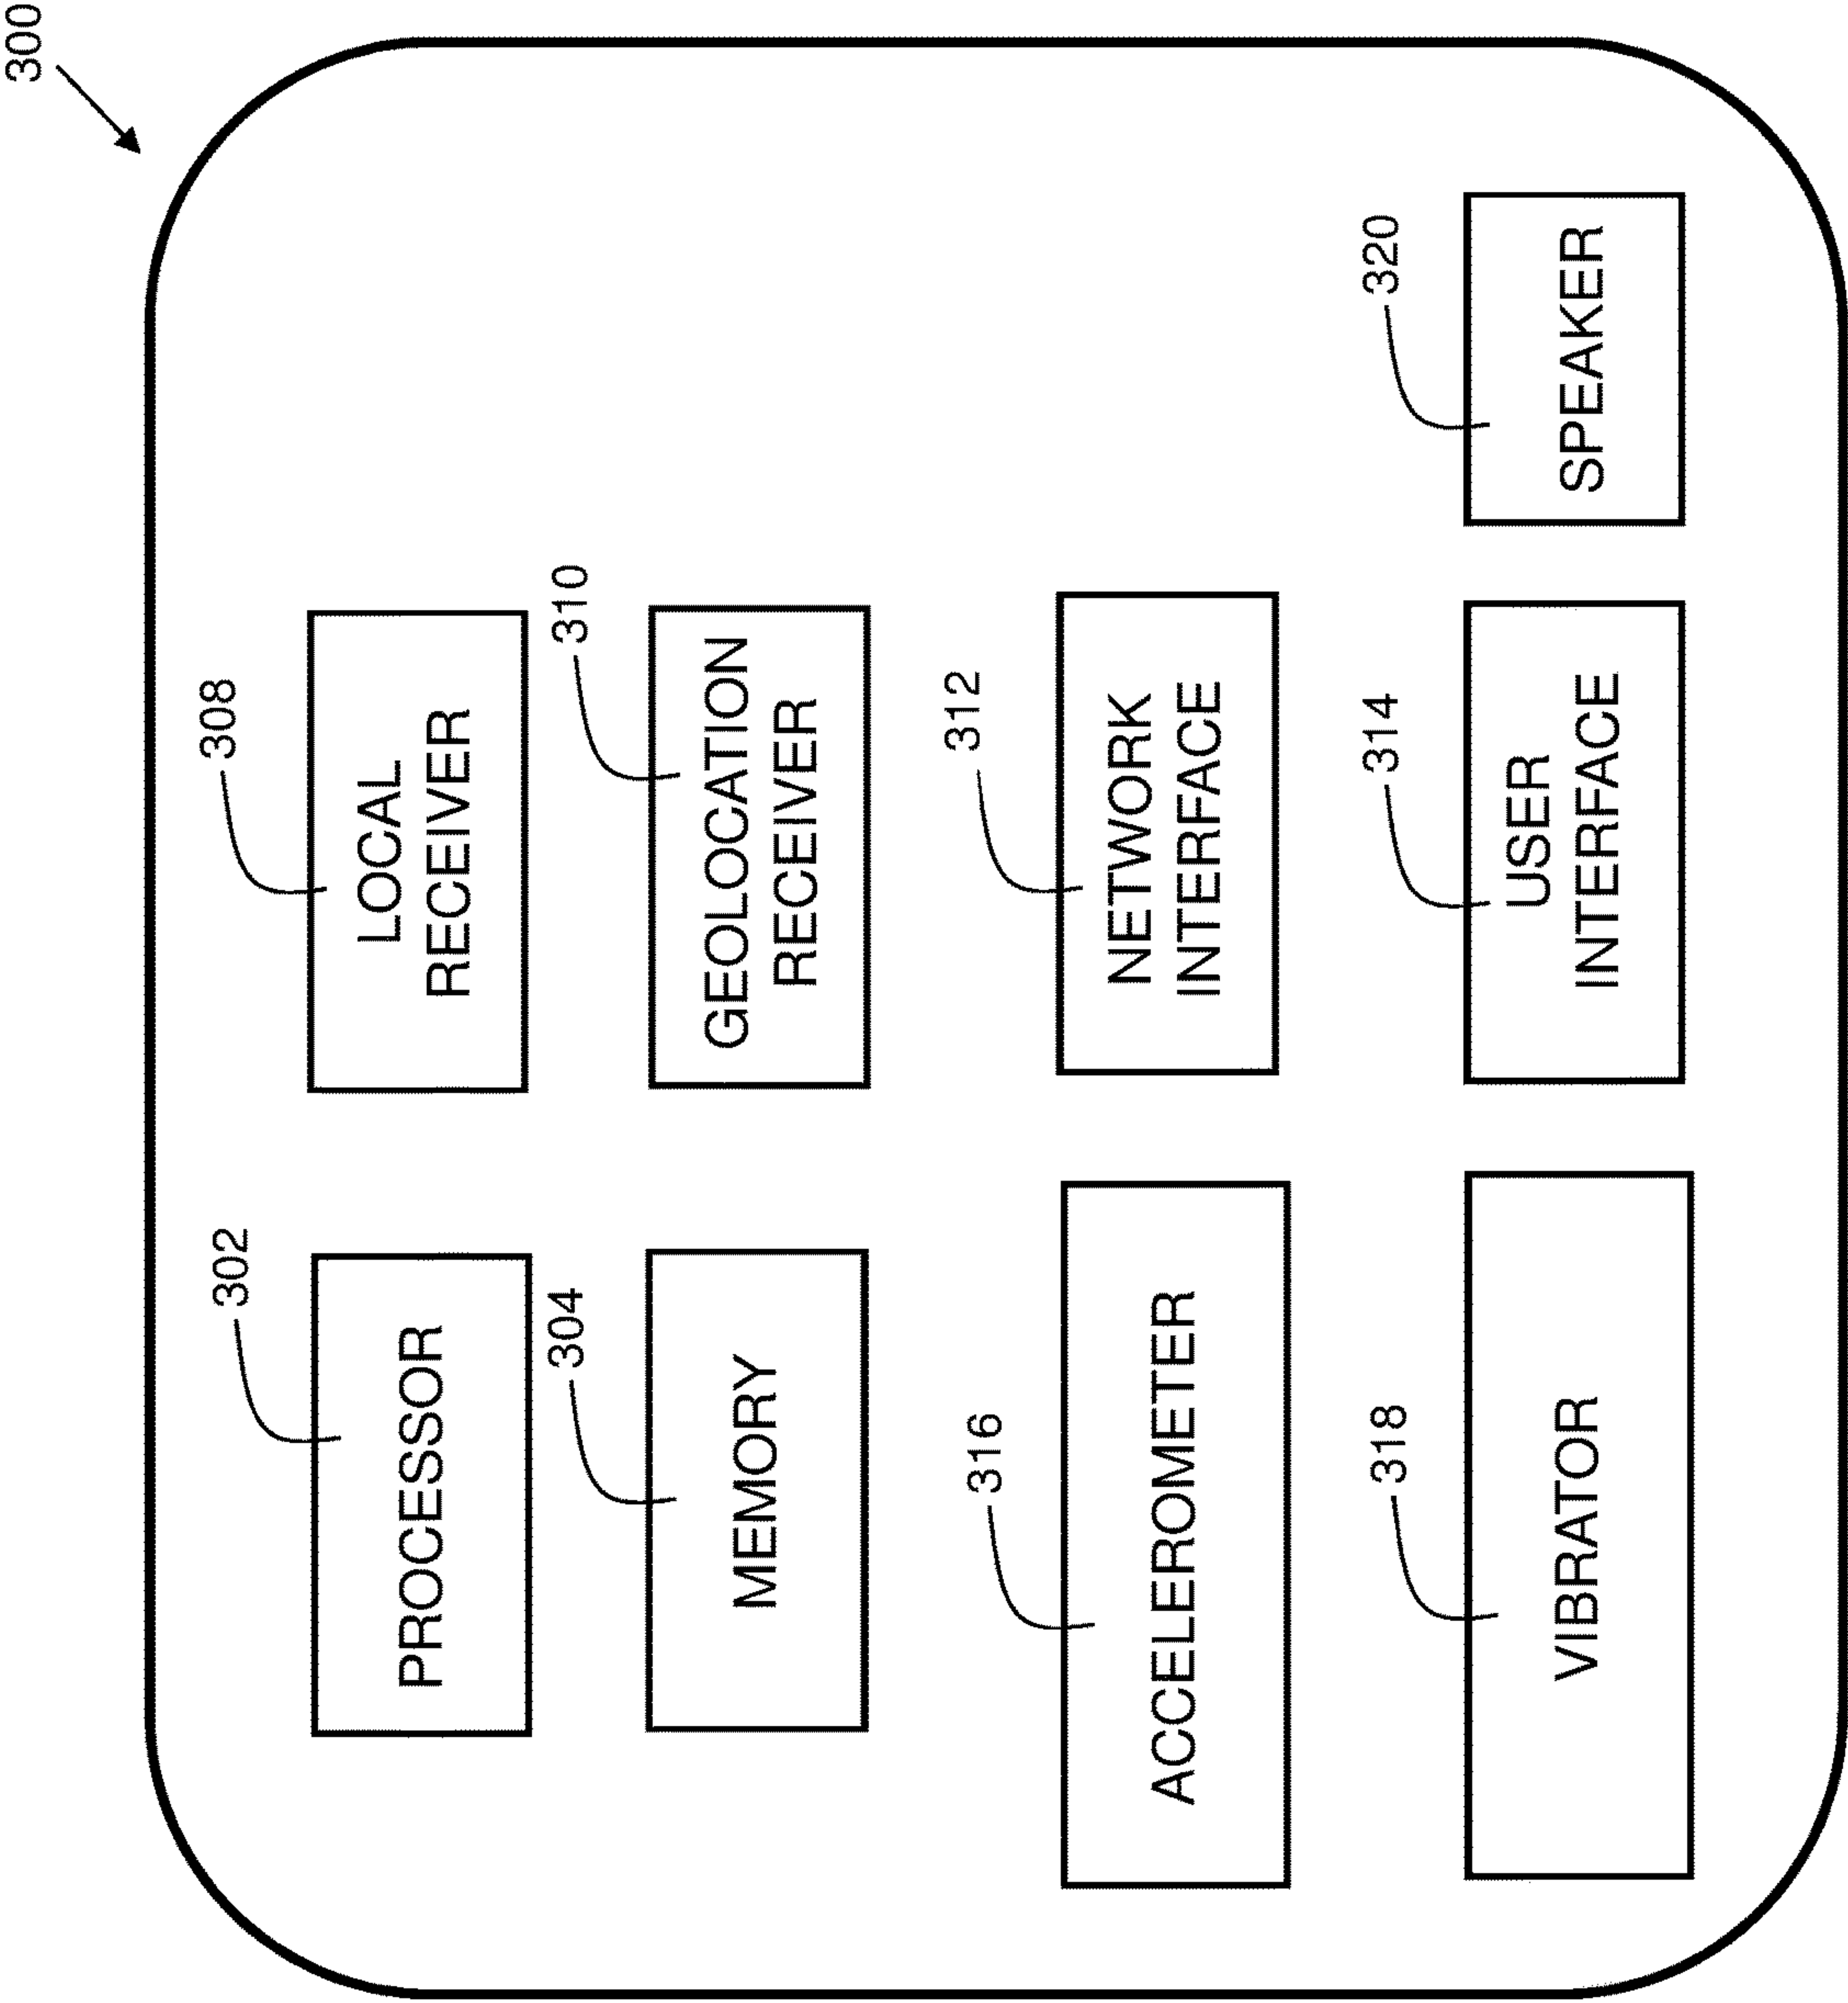 300
302
PROCESSOR
308
LOCAL
RECEIVER
304
MEMORY
310
GEOLOCATION
RECEIVER
316
ACCELEROMETER
312
NETWORK
INTERFACE
318
VIBRATOR
314
USER
INTERFACE
320
SPEAKER